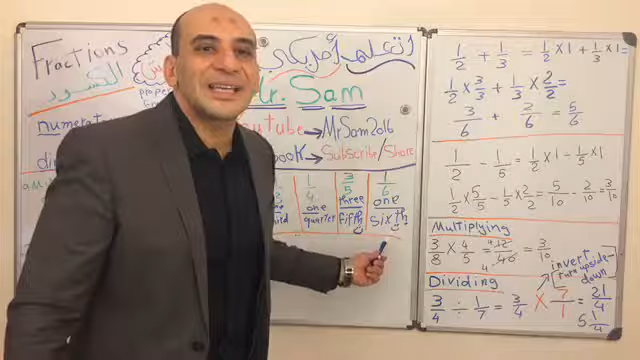 Fractions
الكسور
اتعلم أمريكي
Mr. Sam
YouTube → MrSam2016
book → Subscribe/Share
1/4 3/5 1/6
one three one
quarter fifth sixth
1/2 + 1/3 = 1/2 × 1 + 1/3 × 1 =
1/2 × 3/3 + 1/3 × 2/2 =
3/6 + 2/6 = 5/6
1/2 - 1/5 = 1/2 × 1 - 1/5 × 1
1/2 × 5/5 - 1/5 × 2/2 = 5/10 - 2/10 = 3/10
Multiplying
3/8 × 4/5 = 12/40 = 3/10
invert
turn upside-
down
Dividing
3/4 ÷ 1/7 = 3/4 × 7/1 = 21/4
5 1/4